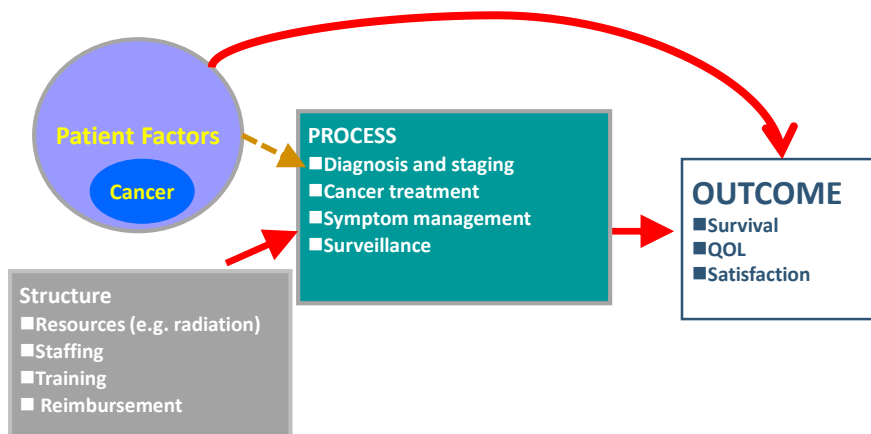 Patient Factors
Cancer
PROCESS
■Diagnosis and staging
■Cancer treatment
■Symptom management
■Surveillance
OUTCOME
■Survival
■QOL
■Satisfaction
Structure
■Resources (e.g. radiation)
■Staffing
■Training
■ Reimbursement